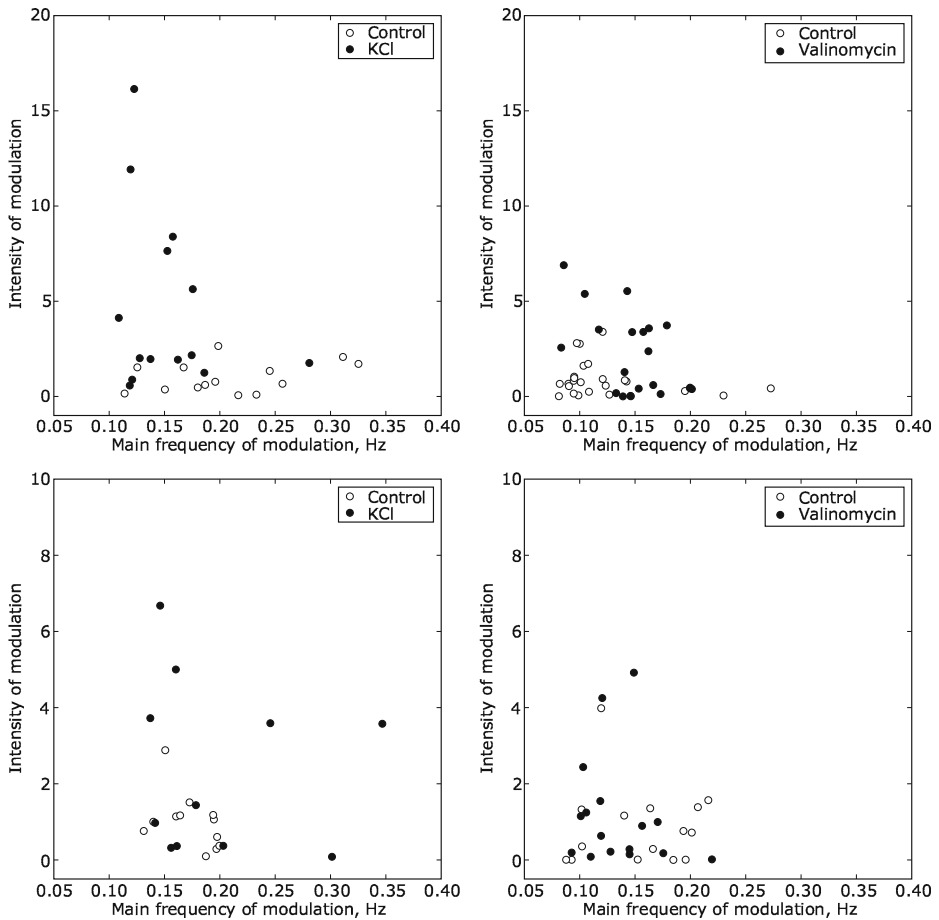 20
15
10
5
0
Intensity of modulation
○ Control
● KCl
0.05 0.10 0.15 0.20 0.25 0.30 0.35 0.40
Main frequency of modulation, Hz
20
15
10
5
0
Intensity of modulation
○ Control
● Valinomycin
0.05 0.10 0.15 0.20 0.25 0.30 0.35 0.40
Main frequency of modulation, Hz
10
8
6
4
2
0
Intensity of modulation
○ Control
● KCl
0.05 0.10 0.15 0.20 0.25 0.30 0.35 0.40
Main frequency of modulation, Hz
10
8
6
4
2
0
Intensity of modulation
○ Control
● Valinomycin
0.05 0.10 0.15 0.20 0.25 0.30 0.35 0.40
Main frequency of modulation, Hz